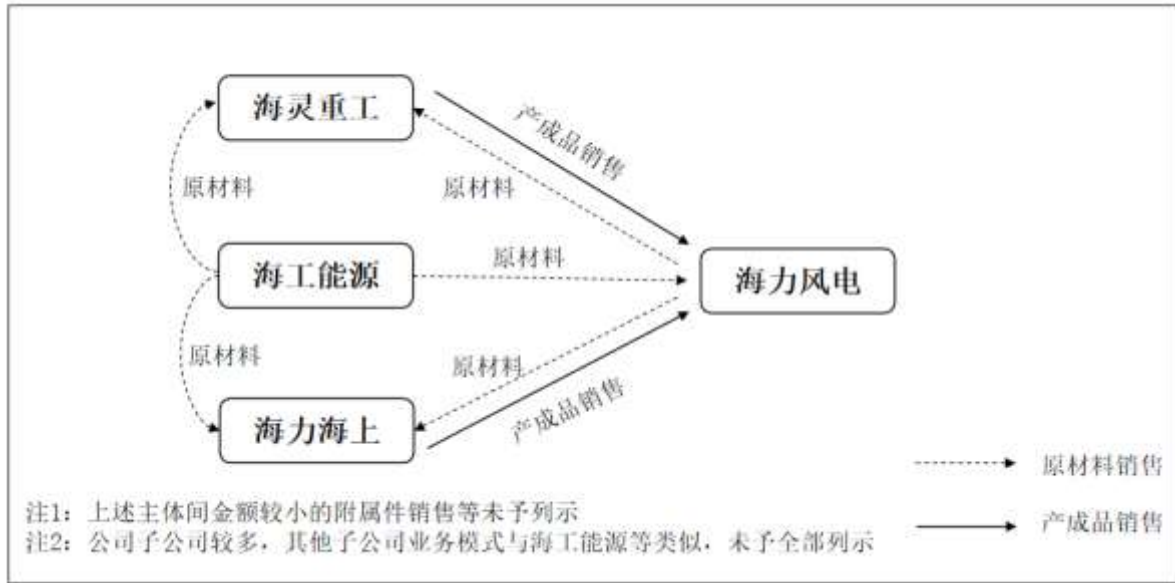 海灵重工
产成品销售
原材料
原材料
海工能源
原材料
海力风电
原材料
原材料
海力海上
产成品销售
原材料销售
产成品销售
注1：上述主体间金额较小的附属件销售等未予列示
注2：公司子公司较多，其他子公司业务模式与海工能源等类似，未予全部列示